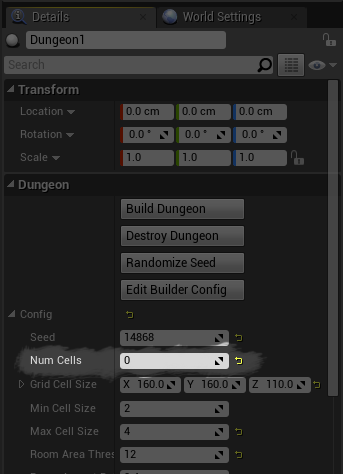 Details World Settings
Dungeon1
Search
Transform
Location 0.0 cm 0.0 cm 0.0 cm
Rotation 0.0 ° 0.0 ° 0.0 °
Scale 1.0 1.0 1.0
Dungeon
Build Dungeon
Destroy Dungeon
Randomize Seed
Edit Builder Config
Config
Seed 14868
Num Cells 0
Grid Cell Size X 160.0 Y 160.0 Z 110.0
Min Cell Size 2
Max Cell Size 4
Room Area Thres 12